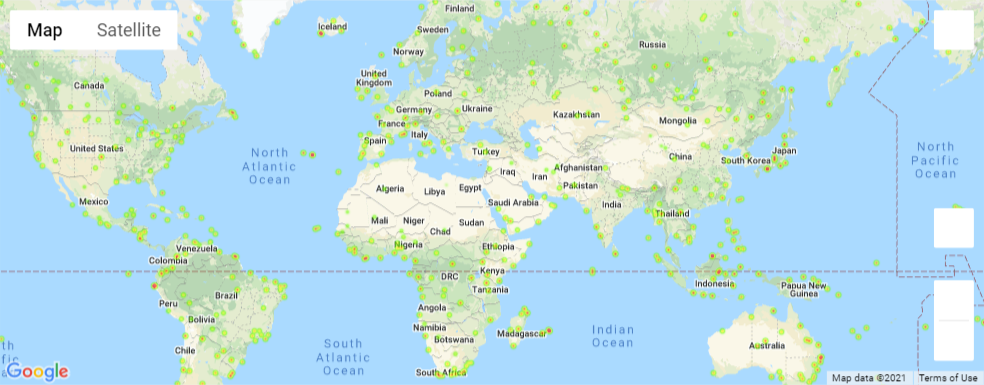 Map Satellite
Iceland
Finland
Sweden
Norway
Russia
Canada
United
Kingdom
Poland
Germany
Ukraine
Kazakhstan
Mongolia
France
Italy
Spain
Turkey
United States
China
South Korea
Japan
North
Atlantic
Ocean
North
Pacific
Ocean
Iraq
Iran
Afghanistan
Pakistan
Algeria
Libya
Egypt
Saudi Arabia
India
Mexico
Mali
Niger
Chad
Sudan
Thailand
Nigeria
Ethiopia
Venezuela
Colombia
DRC
Kenya
Tanzania
Indonesia
Papua New
Guinea
Peru
Brazil
Angola
Bolivia
Namibia
Botswana
Madagascar
Indian
Ocean
Chile
South
Atlantic
Ocean
Australia
South Africa
th
fic
Google
Map data ©2021
Terms of Use